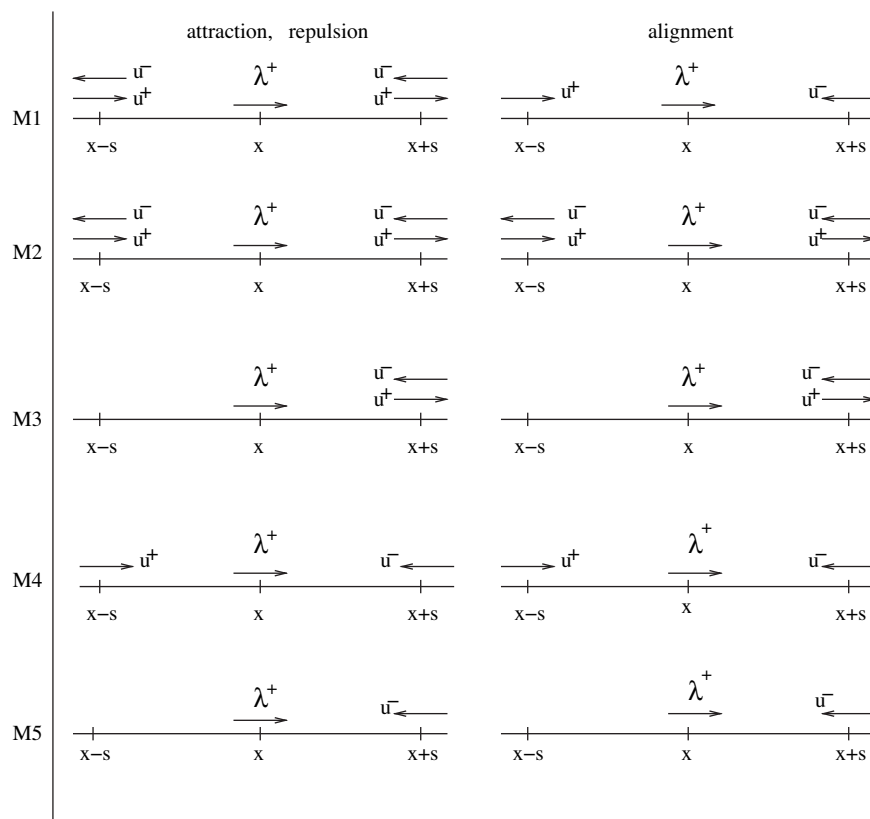 attraction, repulsion alignment
u⁻ λ⁺ u⁻ λ⁺
u⁺ u⁺ u⁺ u⁻
M1
x−s x x+s x−s x x+s
u⁻ λ⁺ u⁻ u⁻ λ⁺ u⁻
u⁺ u⁺ u⁺ u⁺
M2
x−s x x+s x−s x x+s
λ⁺ u⁻ λ⁺ u⁻
u⁺ u⁺
M3
x−s x x+s x−s x x+s
u⁺ λ⁺ u⁻ u⁺ λ⁺ u⁻
M4
x−s x x+s x−s x x+s
λ⁺ u⁻ λ⁺ u⁻
M5
x−s x x+s x−s x x+s